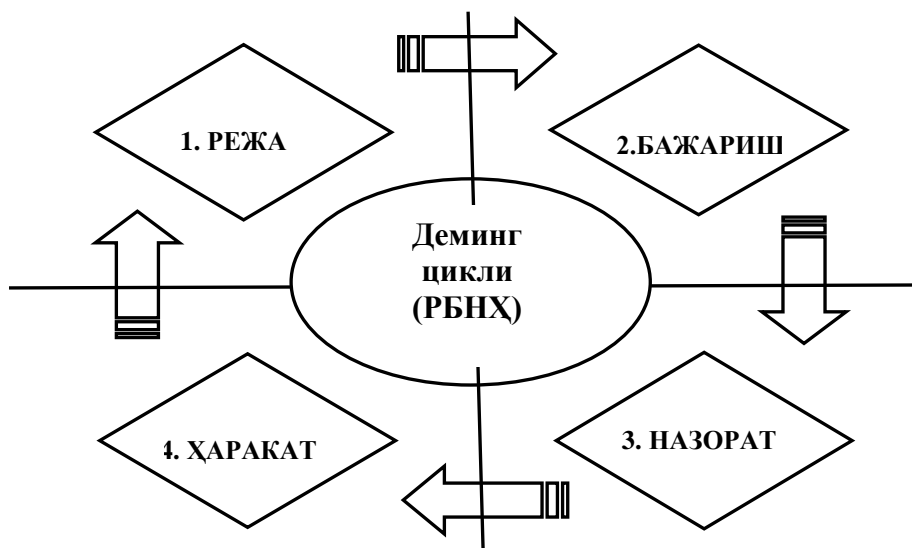 1. РЕЖА
2.БАЖАРИШ
Деминг
цикли
(РБНҲ)
4. ҲАРАКАТ
3. НАЗОРАТ